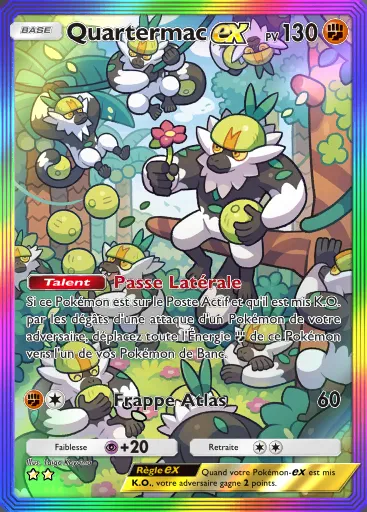 BASE Quartermac ex PV 130
Talent Passe Latérale
Si ce Pokémon est sur le Poste Actif et qu'il est mis K.O.
par les dégâts d'une attaque d'un Pokémon de votre
adversaire, déplacez toute l'Énergie de ce Pokémon
vers l'un de vos Pokémon de Banc.
Frappe Atlas 60
Faiblesse +20 Retraite
Illus.
Règle ex Quand votre Pokémon-ex est mis
K.O., votre adversaire gagne 2 points.